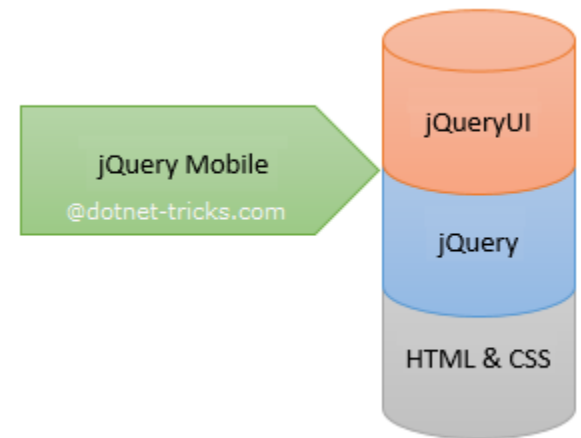 jQuery Mobile
@dotnet-tricks.com
jQueryUI
jQuery
HTML & CSS